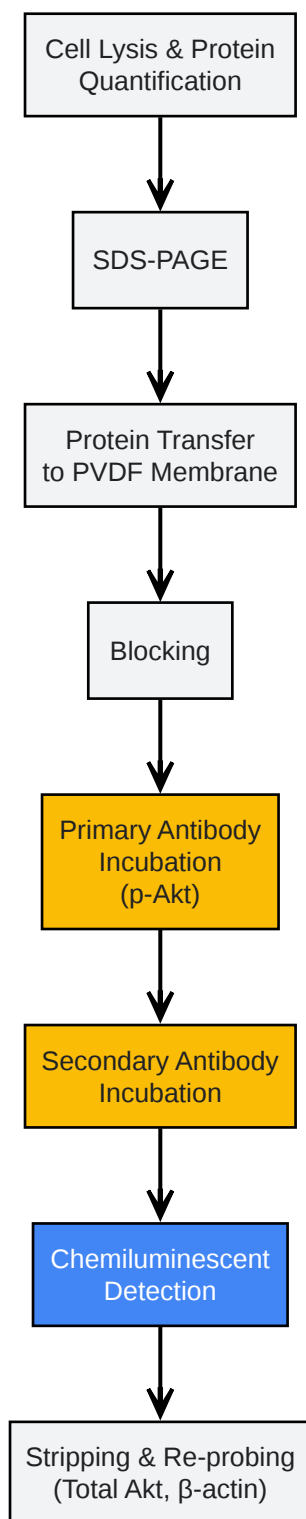 Cell Lysis & Protein
Quantification
SDS-PAGE
Protein Transfer
to PVDF Membrane
Blocking
Primary Antibody
Incubation
(p-Akt)
Secondary Antibody
Incubation
Chemiluminescent
Detection
Stripping & Re-probing
(Total Akt, β-actin)